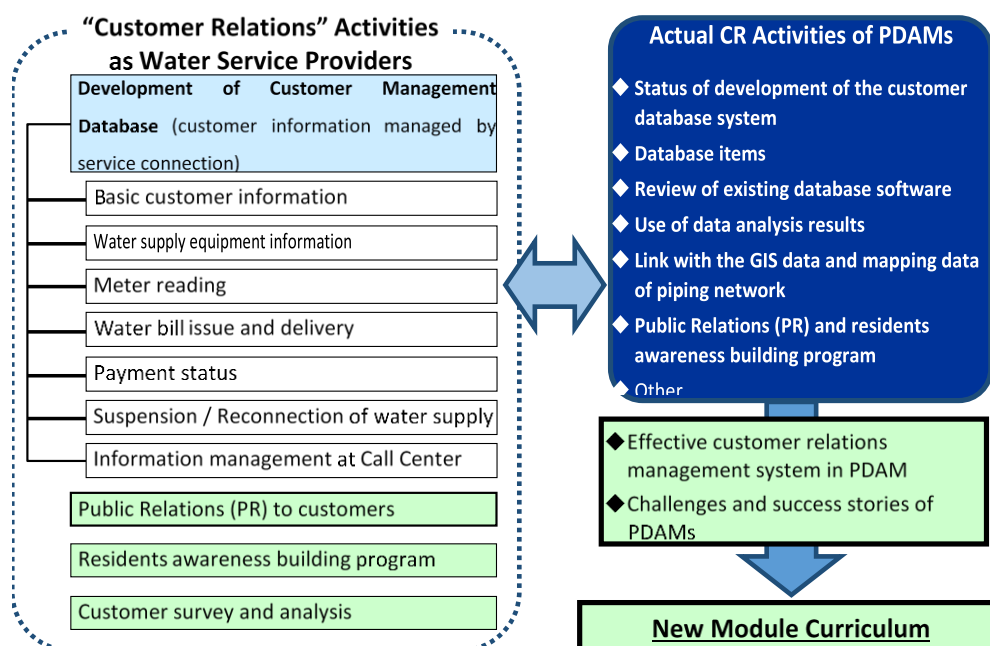 “Customer Relations” Activities
as Water Service Providers
Development of Customer Management
Database (customer information managed by
service connection)
Basic customer information
Water supply equipment information
Meter reading
Water bill issue and delivery
Payment status
Suspension / Reconnection of water supply
Information management at Call Center
Public Relations (PR) to customers
Residents awareness building program
Customer survey and analysis
Actual CR Activities of PDAMs
◆ Status of development of the customer
database system
◆ Database items
◆ Review of existing database software
◆ Use of data analysis results
◆ Link with the GIS data and mapping data
of piping network
◆ Public Relations (PR) and residents
awareness building program
◆ Other
◆Effective customer relations
management system in PDAM
◆Challenges and success stories of
PDAMs
New Module Curriculum